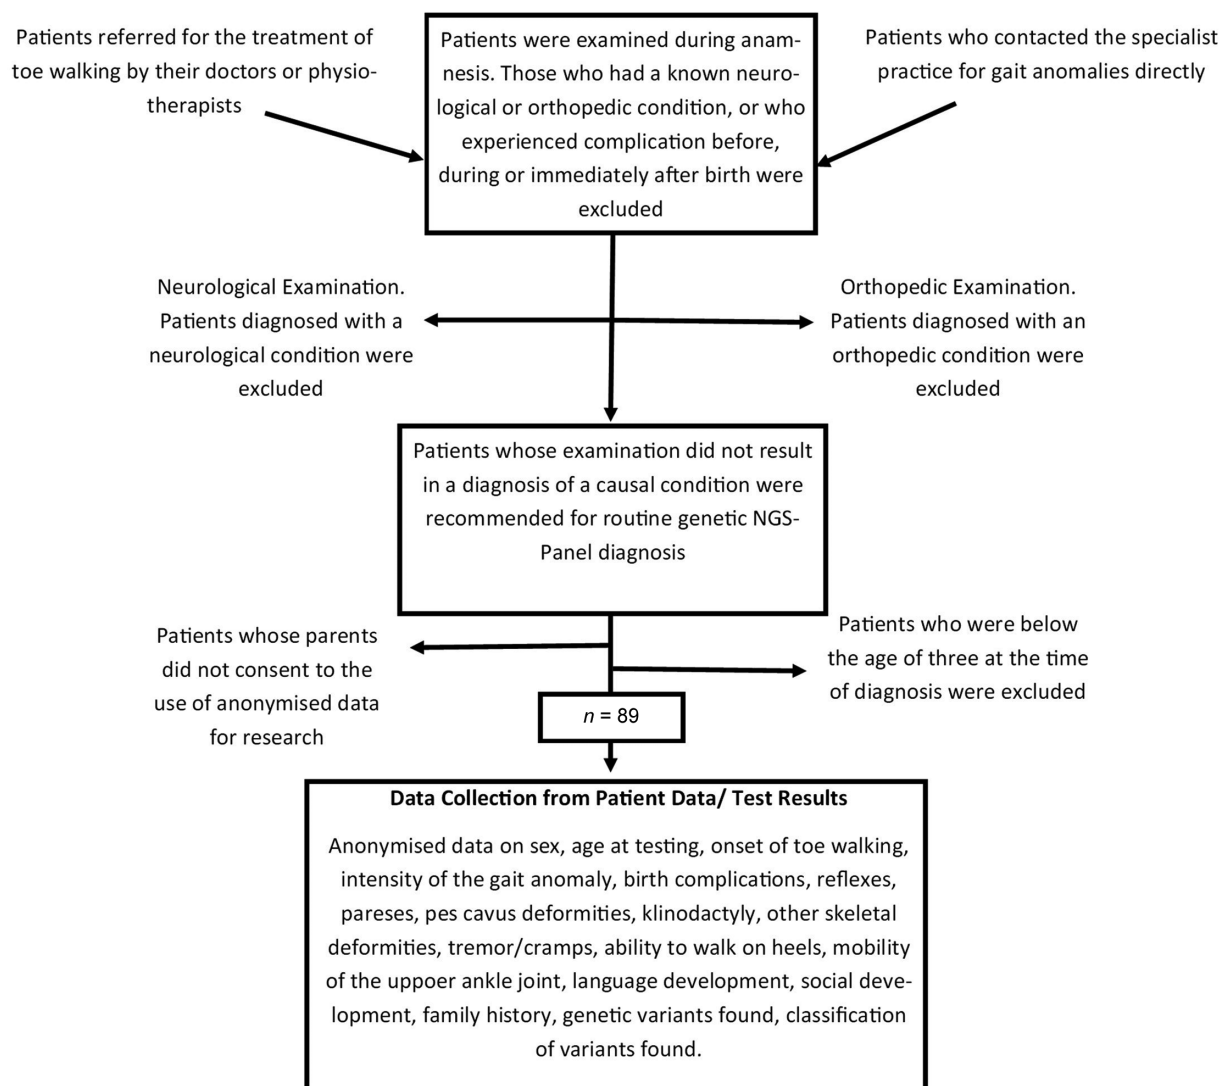 Patients referred for the treatment of
toe walking by their doctors or physio-
therapists
Patients were examined during anam-
nesis. Those who had a known neuro-
logical or orthopedic condition, or who
experienced complication before,
during or immediately after birth were
excluded
Patients who contacted the specialist
practice for gait anomalies directly
Neurological Examination.
Patients diagnosed with a
neurological condition were
excluded
Orthopedic Examination.
Patients diagnosed with an
orthopedic condition were
excluded
Patients whose examination did not result
in a diagnosis of a causal condition were
recommended for routine genetic NGS-
Panel diagnosis
Patients whose parents
did not consent to the
use of anonymised data
for research
Patients who were below
the age of three at the time
of diagnosis were excluded
n = 89
Data Collection from Patient Data/ Test Results
Anonymised data on sex, age at testing, onset of toe walking,
intensity of the gait anomaly, birth complications, reflexes,
pareses, pes cavus deformities, klinodactyly, other skeletal
deformities, tremor/cramps, ability to walk on heels, mobility
of the uppoer ankle joint, language development, social deve-
lopment, family history, genetic variants found, classification
of variants found.